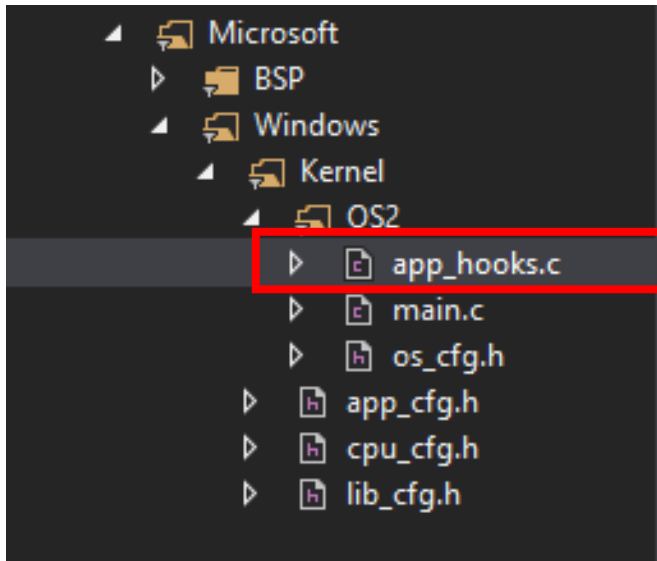 Microsoft
BSP
Windows
Kernel
OS2
app_hooks.c
main.c
os_cfg.h
app_cfg.h
cpu_cfg.h
lib_cfg.h